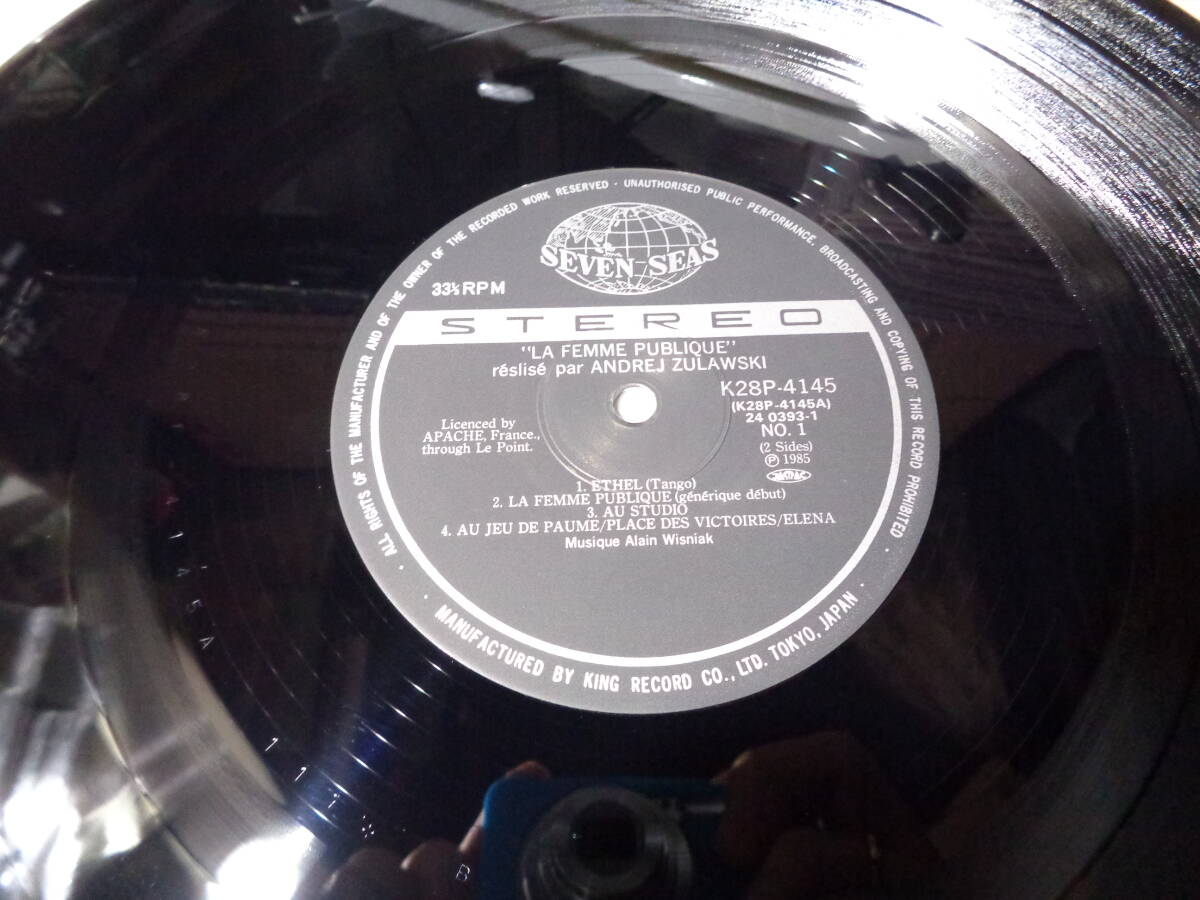 ALL RIGHTS OF THE MANUFACTURER AND OF THE OWNER OF THE RECORDED WORK RESERVED · UNAUTHORISED PUBLIC PERFORMANCE, BROADCASTING AND COPYING OF THIS RECORD PROHIBITED ·
SEVEN SEAS
33⅓ RPM
STEREO
"LA FEMME PUBLIQUE"
réslisé par ANDREJ ZULAWSKI
K28P-4145
(K28P-4145A)
24 0393-1
NO. 1
(2 Sides)
Ⓟ 1985
JASRAC
Licenced by
APACHE, France.,
through Le Point.
1. ETHEL (Tango)
2. LA FEMME PUBLIQUE (générique début)
3. AU STUDIO
4. AU JEU DE PAUME/PLACE DES VICTOIRES/ELENA
Musique Alain Wisniak
· MANUFACTURED BY KING RECORD CO., LTD. TOKYO, JAPAN ·
4145A
B